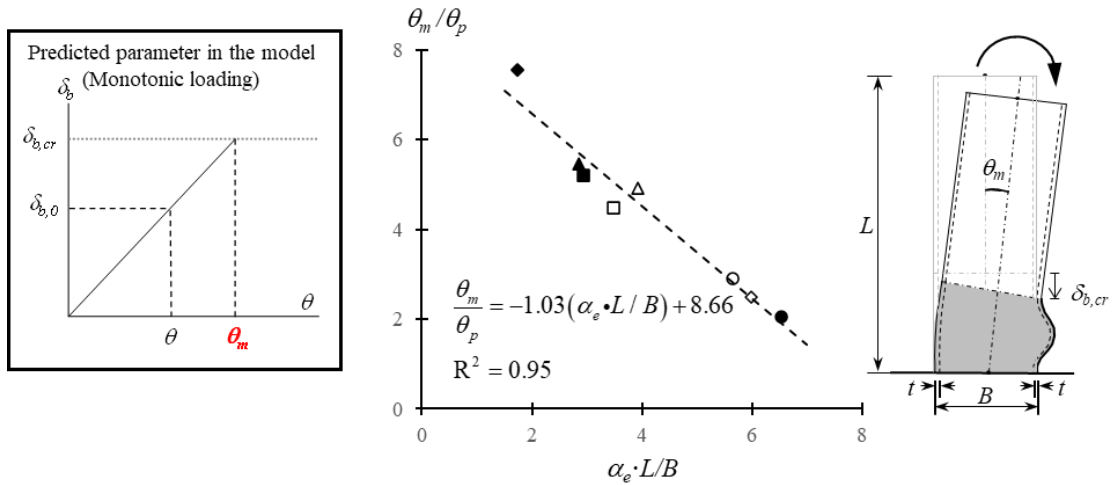 Predicted parameter in the model
(Monotonic loading)
δb
δb,cr
δb,0
θ
θm
θ
θm/θp
8
6
4
2
0
0
2
4
6
8
αe·L/B
θm/θp = −1.03(αe·L / B) + 8.66
R² = 0.95
θm
L
δb,cr
t
B
t